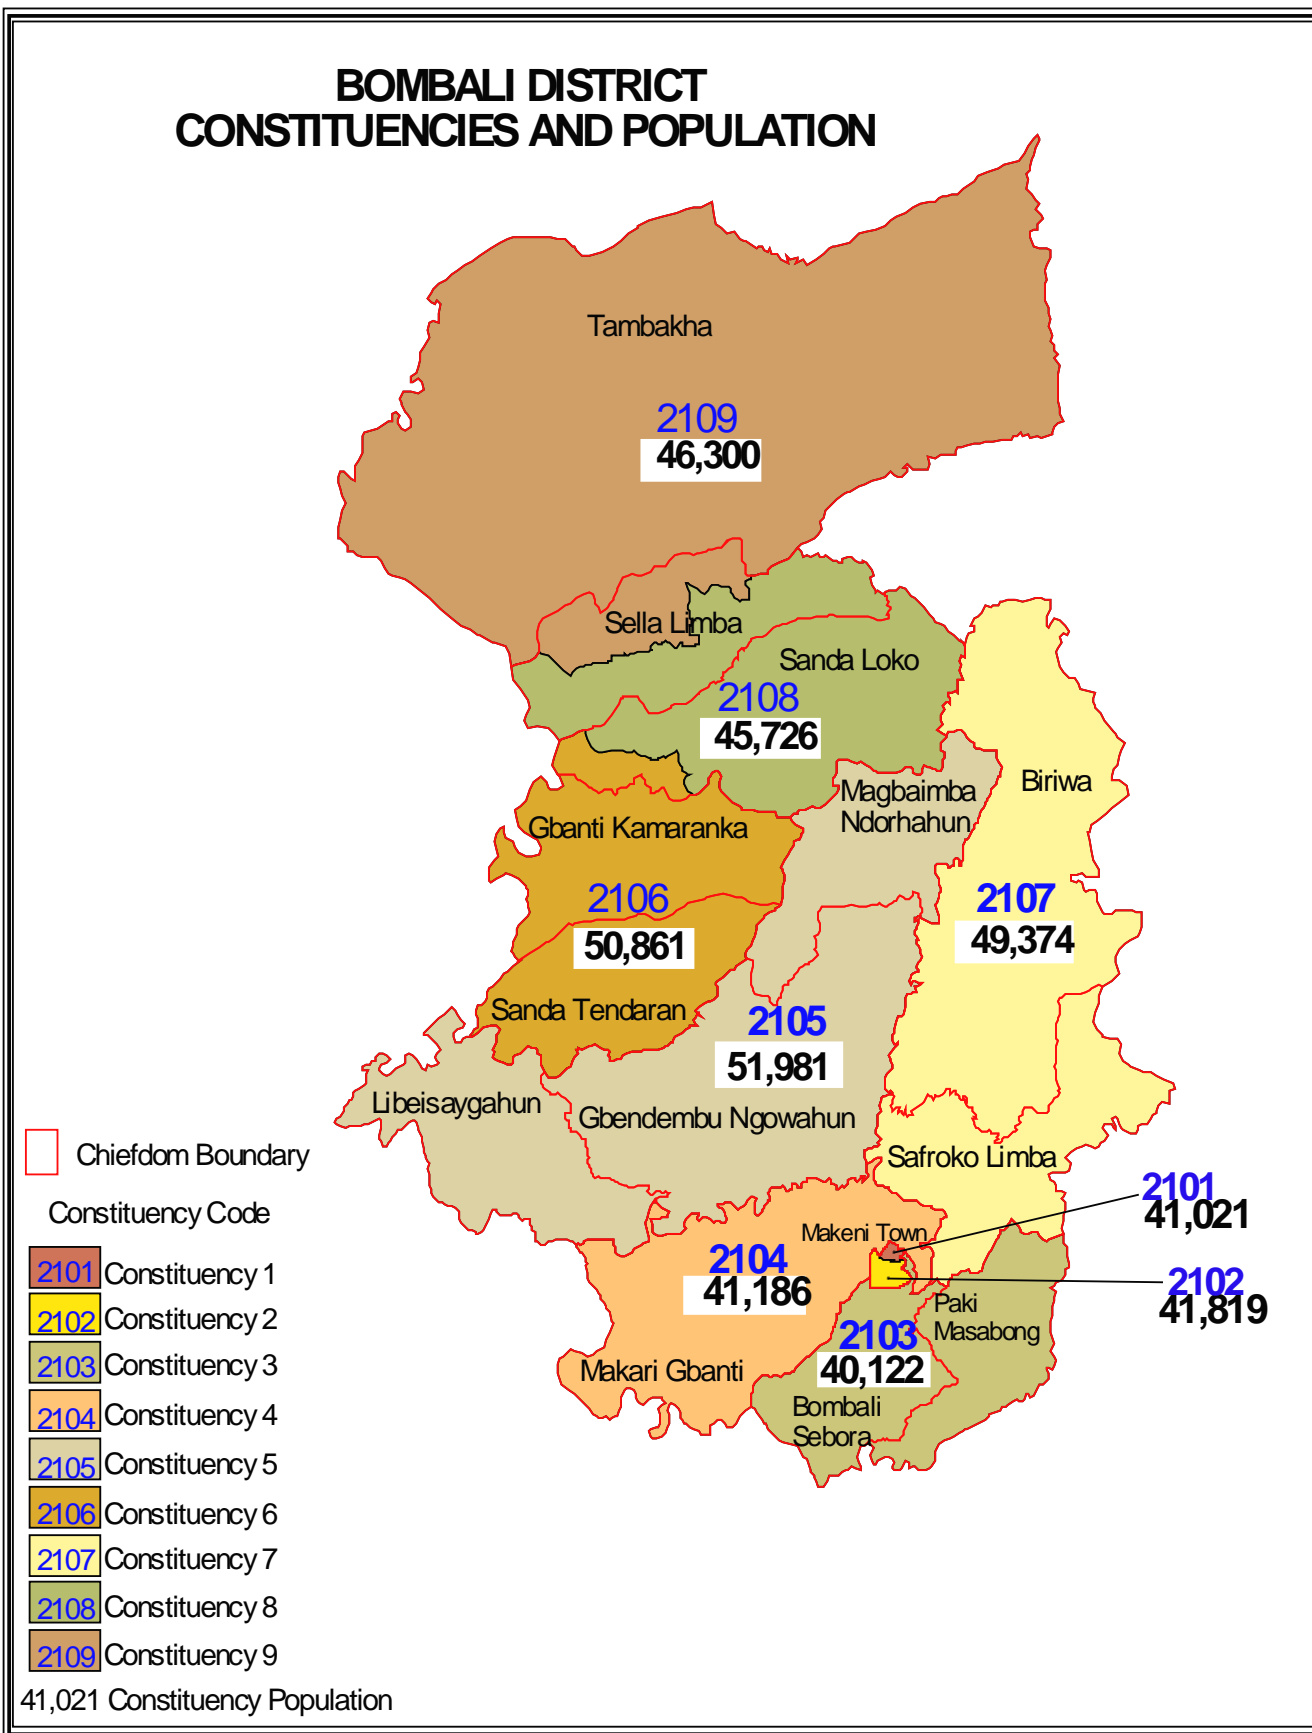 BOMBALI DISTRICT
CONSTITUENCIES AND POPULATION
Tambakha
2109
46,300
Sella Limba
Sanda Loko
2108
45,726
Magbaimba
Ndorhahun
Biriwa
Gbanti Kamaranka
2106
50,861
2107
49,374
Sanda Tendaran
2105
51,981
Libeisaygahun
Gbendembu Ngowahun
Safroko Limba
2101
41,021
Makeni Town
2104
41,186
2102
41,819
Paki
Masabong
2103
40,122
Makari Gbanti
Bombali
Sebora
Chiefdom Boundary
Constituency Code
2101 Constituency 1
2102 Constituency 2
2103 Constituency 3
2104 Constituency 4
2105 Constituency 5
2106 Constituency 6
2107 Constituency 7
2108 Constituency 8
2109 Constituency 9
41,021 Constituency Population